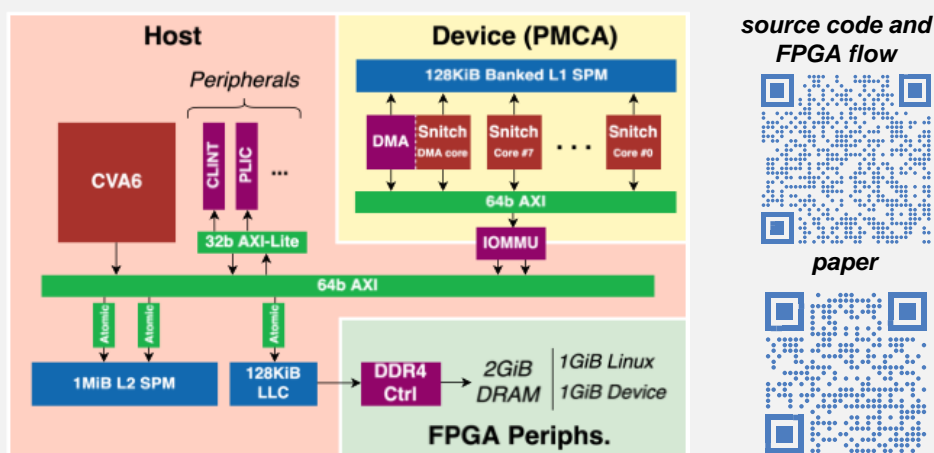 Host
Device (PMCA)
source code and
FPGA flow
Peripherals
128KiB Banked L1 SPM
CVA6
CLINT
PLIC
...
DMA
Snitch
DMA core
Snitch
Core #7
. . .
Snitch
Core #0
64b AXI
32b AXI-Lite
IOMMU
64b AXI
paper
Atomic
Atomic
Atomic
1MiB L2 SPM
128KiB
LLC
DDR4
Ctrl
2GiB
DRAM
1GiB Linux
1GiB Device
FPGA Periphs.